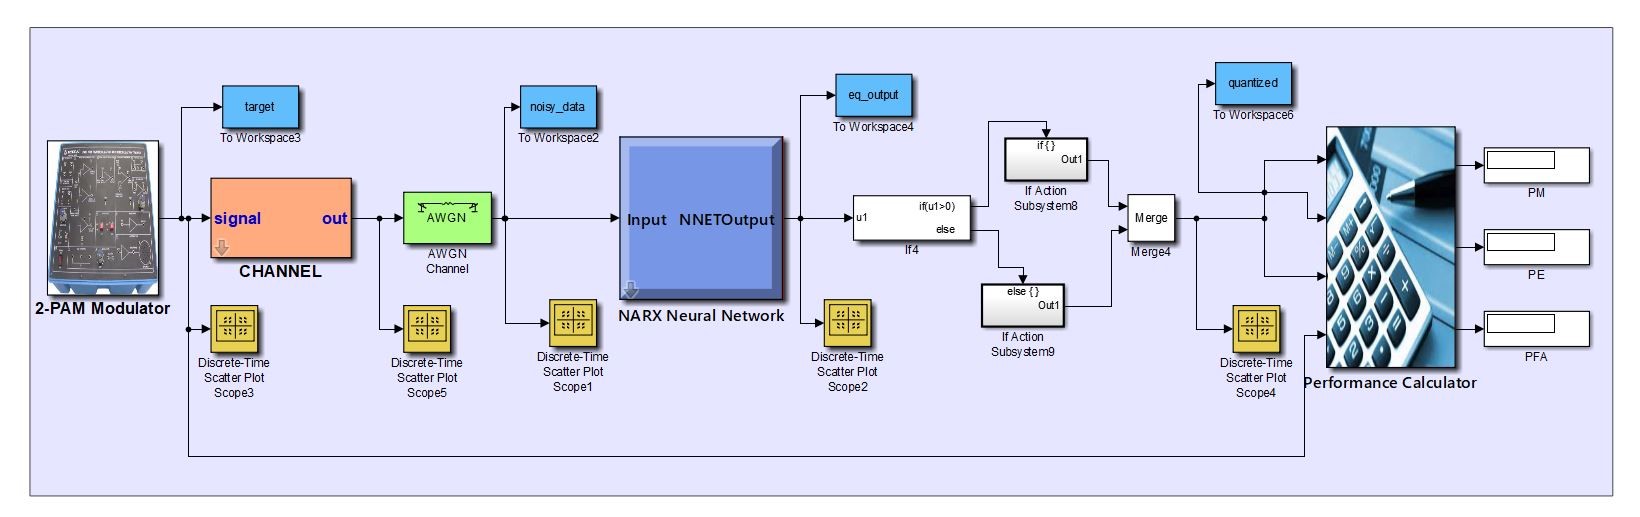 target
To Workspace3
noisy_data
To Workspace2
eq_output
To Workspace4
quantized
To Workspace6
2-PAM Modulator
signal
out
CHANNEL
AWGN
AWGN
Channel
Input
NNETOutput
NARX Neural Network
u1
if(u1>0)
else
If4
if { }
Out1
If Action
Subsystem8
else { }
Out1
If Action
Subsystem9
Merge
Merge4
Performance Calculator
PM
PE
PFA
Discrete-Time
Scatter Plot
Scope3
Discrete-Time
Scatter Plot
Scope5
Discrete-Time
Scatter Plot
Scope1
Discrete-Time
Scatter Plot
Scope2
Discrete-Time
Scatter Plot
Scope4